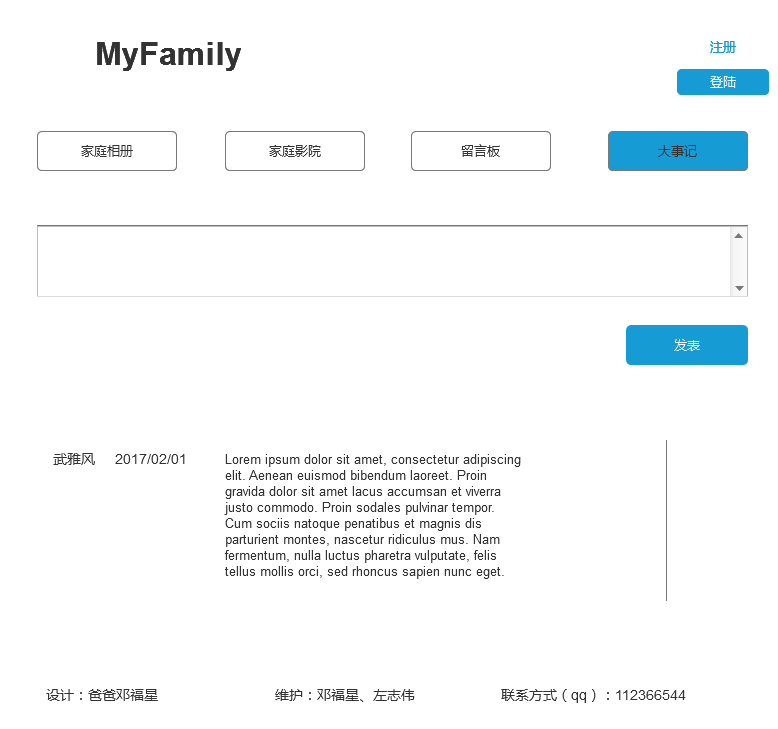 MyFamily
注册
登陆
家庭相册
家庭影院
留言板
大事记
发表
武雅风
2017/02/01
Lorem ipsum dolor sit amet, consectetur adipiscing
elit. Aenean euismod bibendum laoreet. Proin
gravida dolor sit amet lacus accumsan et viverra
justo commodo. Proin sodales pulvinar tempor.
Cum sociis natoque penatibus et magnis dis
parturient montes, nascetur ridiculus mus. Nam
fermentum, nulla luctus pharetra vulputate, felis
tellus mollis orci, sed rhoncus sapien nunc eget.
设计：爸爸邓福星
维护：邓福星、左志伟
联系方式（qq）：112366544